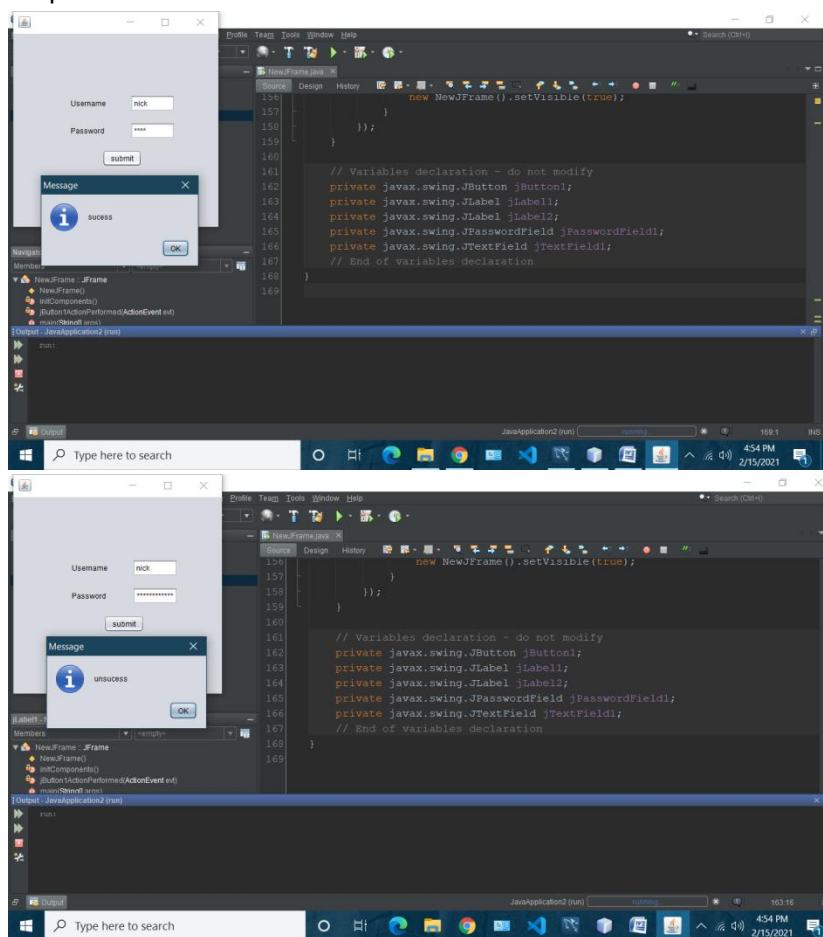 Profile Team Tools Window Help
Search (Ctrl+I)
NewJFrame.java
Source Design History
Username nick
Password ****
submit
Message
sucess
OK
156 new NewJFrame().setVisible(true);
157 }
158 });
159 }
160
161 // Variables declaration - do not modify
162 private javax.swing.JButton jButton1;
163 private javax.swing.JLabel jLabel1;
164 private javax.swing.JLabel jLabel2;
165 private javax.swing.JPasswordField jPasswordField1;
166 private javax.swing.JTextField jTextField1;
167 // End of variables declaration
168 }
169
Navigat
Members <empty>
NewJFrame :: JFrame
NewJFrame()
initComponents()
jButton1ActionPerformed(ActionEvent evt)
main(String[] args)
Output - JavaApplication2 (run)
run:
Output
JavaApplication2 (run) running... 169:1 INS
Type here to search
4:54 PM
2/15/2021
Profile Team Tools Window Help
Search (Ctrl+I)
NewJFrame.java
Source Design History
Username nick
Password ************
submit
Message
unsucess
OK
156 new NewJFrame().setVisible(true);
157 }
158 });
159 }
160
161 // Variables declaration - do not modify
162 private javax.swing.JButton jButton1;
163 private javax.swing.JLabel jLabel1;
164 private javax.swing.JLabel jLabel2;
165 private javax.swing.JPasswordField jPasswordField1;
166 private javax.swing.JTextField jTextField1;
167 // End of variables declaration
168 }
169
jLabel1 -
Members <empty>
NewJFrame :: JFrame
NewJFrame()
initComponents()
jButton1ActionPerformed(ActionEvent evt)
main(String[] args)
Output - JavaApplication2 (run)
run:
Output
JavaApplication2 (run) running... 163:16
Type here to search
4:54 PM
2/15/2021